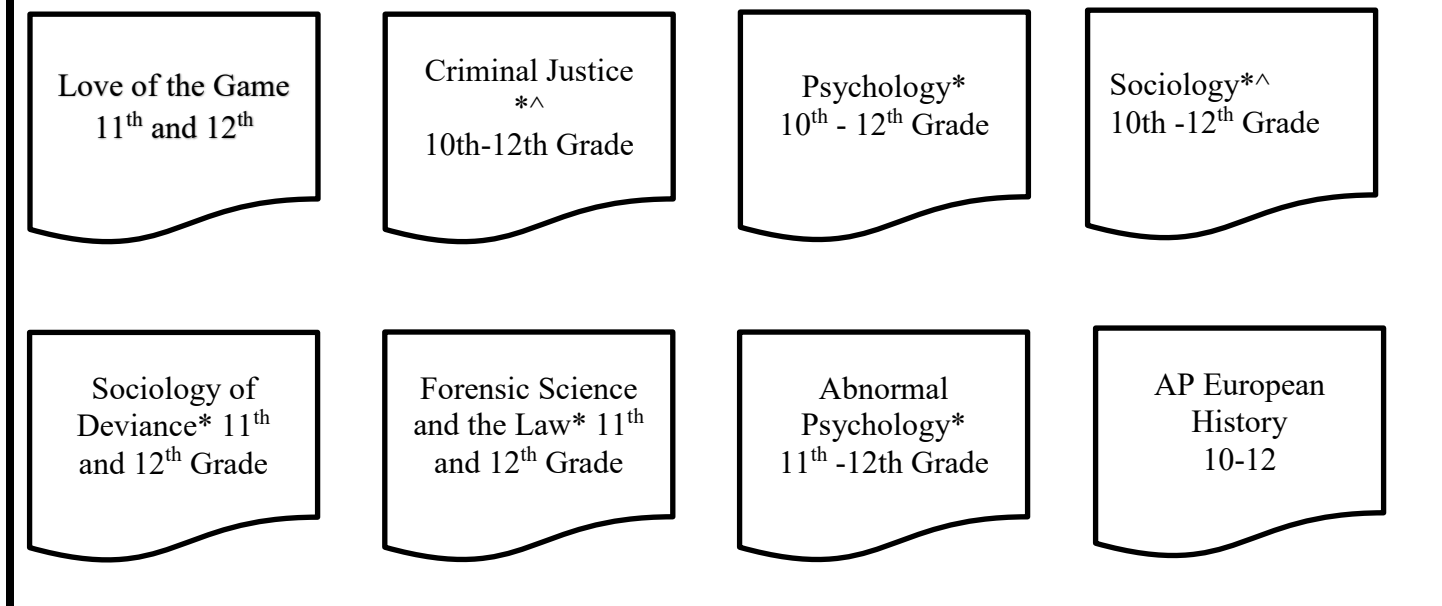 Love of the Game
11th and 12th
Criminal Justice
*^
10th-12th Grade
Psychology*
10th - 12th Grade
Sociology*^
10th -12th Grade
Sociology of
Deviance* 11th
and 12th Grade
Forensic Science
and the Law* 11th
and 12th Grade
Abnormal
Psychology*
11th -12th Grade
AP European
History
10-12